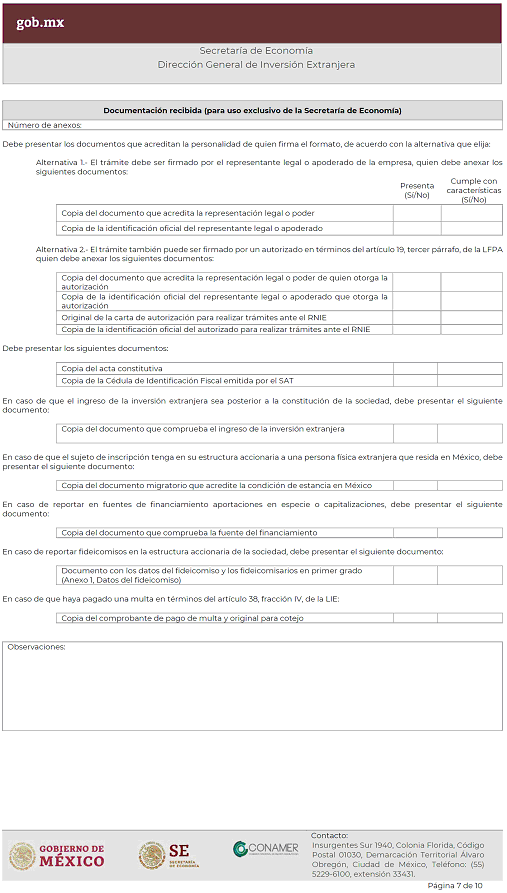 gob.mx
Secretaría de Economía
Dirección General de Inversión Extranjera
Documentación recibida (para uso exclusivo de la Secretaría de Economía)
Número de anexos:
Debe presentar los documentos que acreditan la personalidad de quien firma el formato, de acuerdo con la alternativa que elija:
Alternativa 1.- El trámite debe ser firmado por el representante legal o apoderado de la empresa, quien debe anexar los
siguientes documentos:
Presenta
(Sí/No)
Cumple con
características
(Sí/No)
Copia del documento que acredita la representación legal o poder
Copia de la identificación oficial del representante legal o apoderado
Alternativa 2.- El trámite también puede ser firmado por un autorizado en términos del artículo 19, tercer párrafo, de la LFPA
quien debe anexar los siguientes documentos:
Copia del documento que acredita la representación legal o poder de quien otorga la
autorización
Copia de la identificación oficial del representante legal o apoderado que otorga la
autorización
Original de la carta de autorización para realizar trámites ante el RNIE
Copia de la identificación oficial del autorizado para realizar trámites ante el RNIE
Debe presentar los siguientes documentos:
Copia del acta constitutiva
Copia de la Cédula de Identificación Fiscal emitida por el SAT
En caso de que el ingreso de la inversión extranjera sea posterior a la constitución de la sociedad, debe presentar el siguiente
documento:
Copia del documento que comprueba el ingreso de la inversión extranjera
En caso de que el sujeto de inscripción tenga en su estructura accionaria a una persona física extranjera que resida en México, debe
presentar el siguiente documento:
Copia del documento migratorio que acredite la condición de estancia en México
En caso de reportar en fuentes de financiamiento aportaciones en especie o capitalizaciones, debe presentar el siguiente
documento:
Copia del documento que comprueba la fuente del financiamiento
En caso de reportar fideicomisos en la estructura accionaria de la sociedad, debe presentar el siguiente documento:
Documento con los datos del fideicomiso y los fideicomisarios en primer grado
(Anexo 1, Datos del fideicomiso)
En caso de que haya pagado una multa en términos del artículo 38, fracción IV, de la LIE:
Copia del comprobante de pago de multa y original para cotejo
Observaciones:
GOBIERNO DE
MÉXICO
SE
SECRETARÍA
DE ECONOMÍA
CONAMER
Contacto:
Insurgentes Sur 1940, Colonia Florida, Código
Postal 01030, Demarcación Territorial Álvaro
Obregón, Ciudad de México, Teléfono: (55)
5229-6100, extensión 33431.
Página 7 de 10